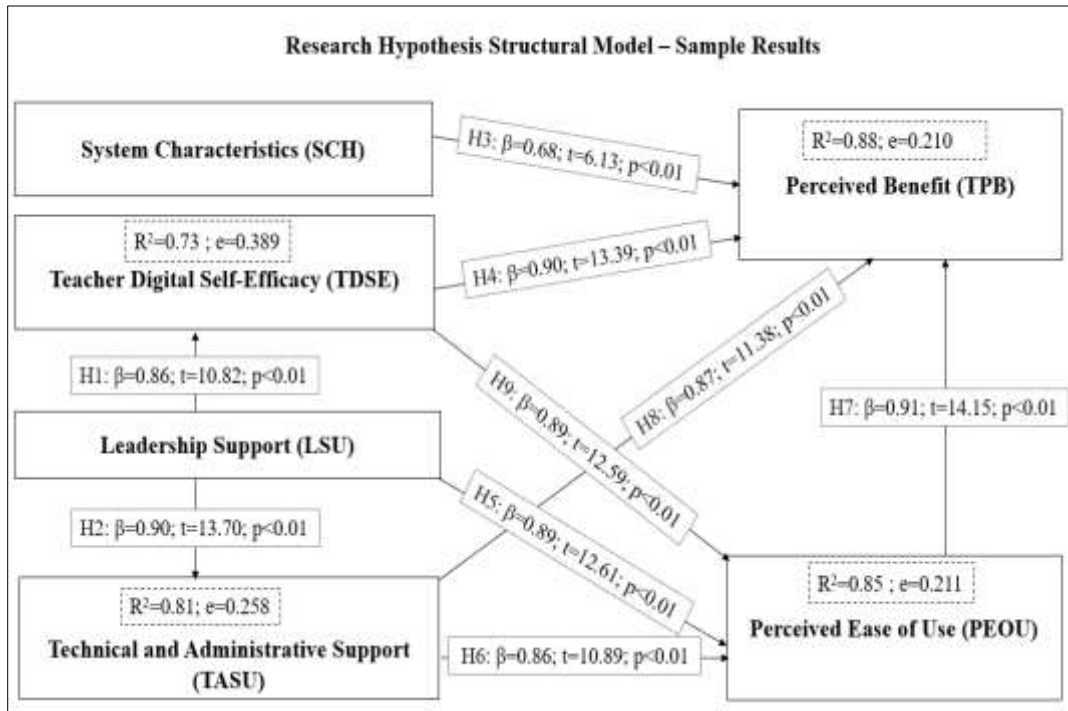 Research Hypothesis Structural Model – Sample Results
System Characteristics (SCH)
H3: β=0.68; t=6.13; p<0.01
R²=0.88; e=0.210
Perceived Benefit (TPB)
R²=0.73 ; e=0.389
Teacher Digital Self-Efficacy (TDSE)
H4: β=0.90; t=13.39; p<0.01
H1: β=0.86; t=10.82; p<0.01
H9: β=0.89; t=12.59; p<0.01
H8: β=0.87; t=11.38; p<0.01
H7: β=0.91; t=14.15; p<0.01
Leadership Support (LSU)
H2: β=0.90; t=13.70; p<0.01
H5: β=0.89; t=12.61; p<0.01
R²=0.81; e=0.258
Technical and Administrative Support
(TASU)
H6: β=0.86; t=10.89; p<0.01
R²=0.85 ; e=0.211
Perceived Ease of Use (PEOU)